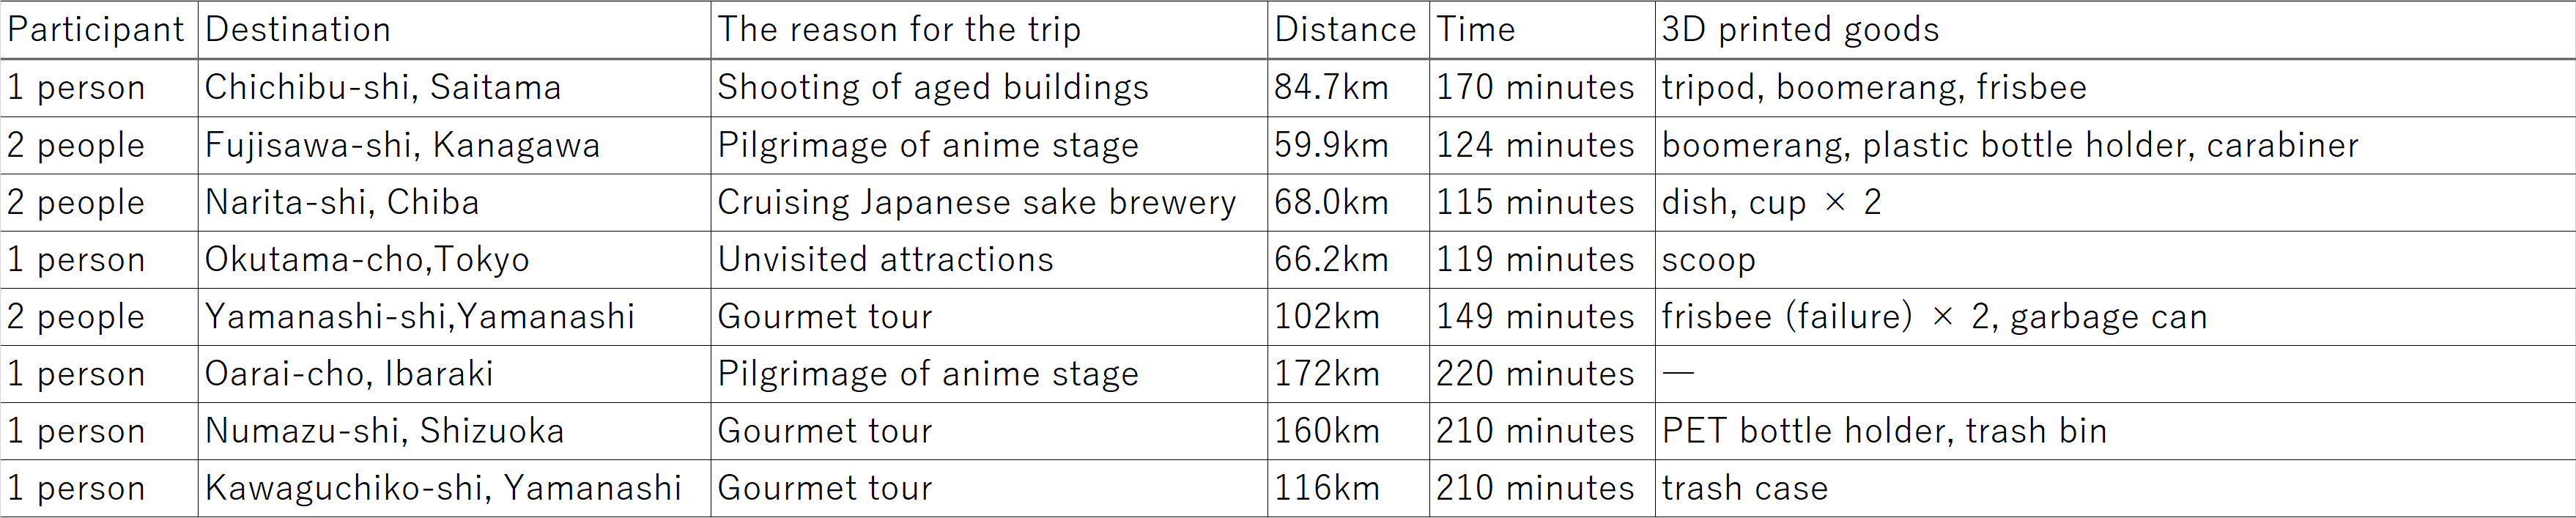 Participant Destination The reason for the trip Distance Time 3D printed goods
1 person Chichibu-shi, Saitama Shooting of aged buildings 84.7km 170 minutes tripod, boomerang, frisbee
2 people Fujisawa-shi, Kanagawa Pilgrimage of anime stage 59.9km 124 minutes boomerang, plastic bottle holder, carabiner
2 people Narita-shi, Chiba Cruising Japanese sake brewery 68.0km 115 minutes dish, cup × 2
1 person Okutama-cho,Tokyo Unvisited attractions 66.2km 119 minutes scoop
2 people Yamanashi-shi,Yamanashi Gourmet tour 102km 149 minutes frisbee (failure) × 2, garbage can
1 person Oarai-cho, Ibaraki Pilgrimage of anime stage 172km 220 minutes —
1 person Numazu-shi, Shizuoka Gourmet tour 160km 210 minutes PET bottle holder, trash bin
1 person Kawaguchiko-shi, Yamanashi Gourmet tour 116km 210 minutes trash case